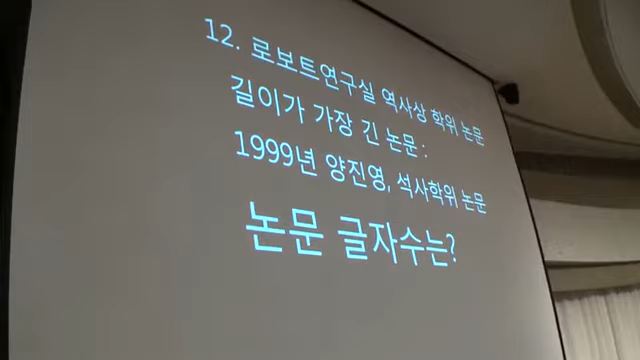 12. 로보트연구실 역사상 학위 논문
길이가 가장 긴 논문 :
1999년 양진영, 석사학위 논문
논문 글자수는?